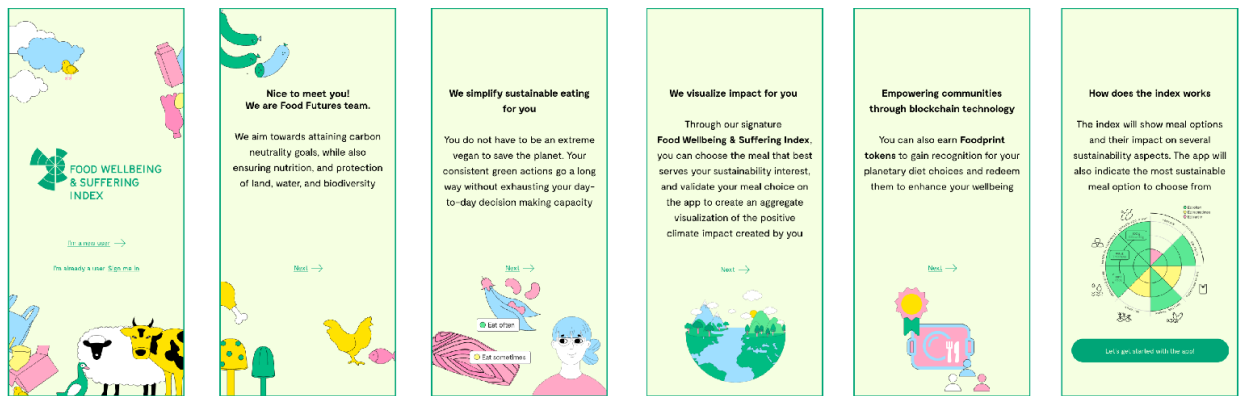 FOOD WELLBEING
& SUFFERING
INDEX
I'm a new user
I'm already a user. Sign me in
Nice to meet you!
We are Food Futures team.
We aim towards attaining carbon
neutrality goals, while also
ensuring nutrition, and protection
of land, water, and biodiversity
Next
We simplify sustainable eating
for you
You do not have to be an extreme
vegan to save the planet. Your
consistent green actions go a long
way without exhausting your day-
to-day decision making capacity
Next
Eat often
Eat sometimes
We visualize impact for you
Through our signature
Food Wellbeing & Suffering Index,
you can choose the meal that best
serves your sustainability interest,
and validate your meal choice on
the app to create an aggregate
visualization of the positive
climate impact created by you
Next
Empowering communities
through blockchain technology
You can also earn Foodprint
tokens to gain recognition for your
planetary diet choices and redeem
them to enhance your wellbeing
Next
How does the index works
The index will show meal options
and their impact on several
sustainability aspects. The app will
also indicate the most sustainable
meal option to choose from
Let's get started with the app!